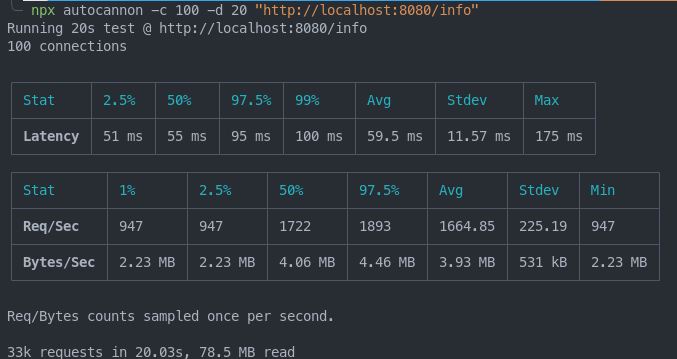 npx autocannon -c 100 -d 20 "http://localhost:8080/info"
Running 20s test @ http://localhost:8080/info
100 connections
Stat 2.5% 50% 97.5% 99% Avg Stdev Max
Latency 51 ms 55 ms 95 ms 100 ms 59.5 ms 11.57 ms 175 ms
Stat 1% 2.5% 50% 97.5% Avg Stdev Min
Req/Sec 947 947 1722 1893 1664.85 225.19 947
Bytes/Sec 2.23 MB 2.23 MB 4.06 MB 4.46 MB 3.93 MB 531 kB 2.23 MB
Req/Bytes counts sampled once per second.
33k requests in 20.03s, 78.5 MB read